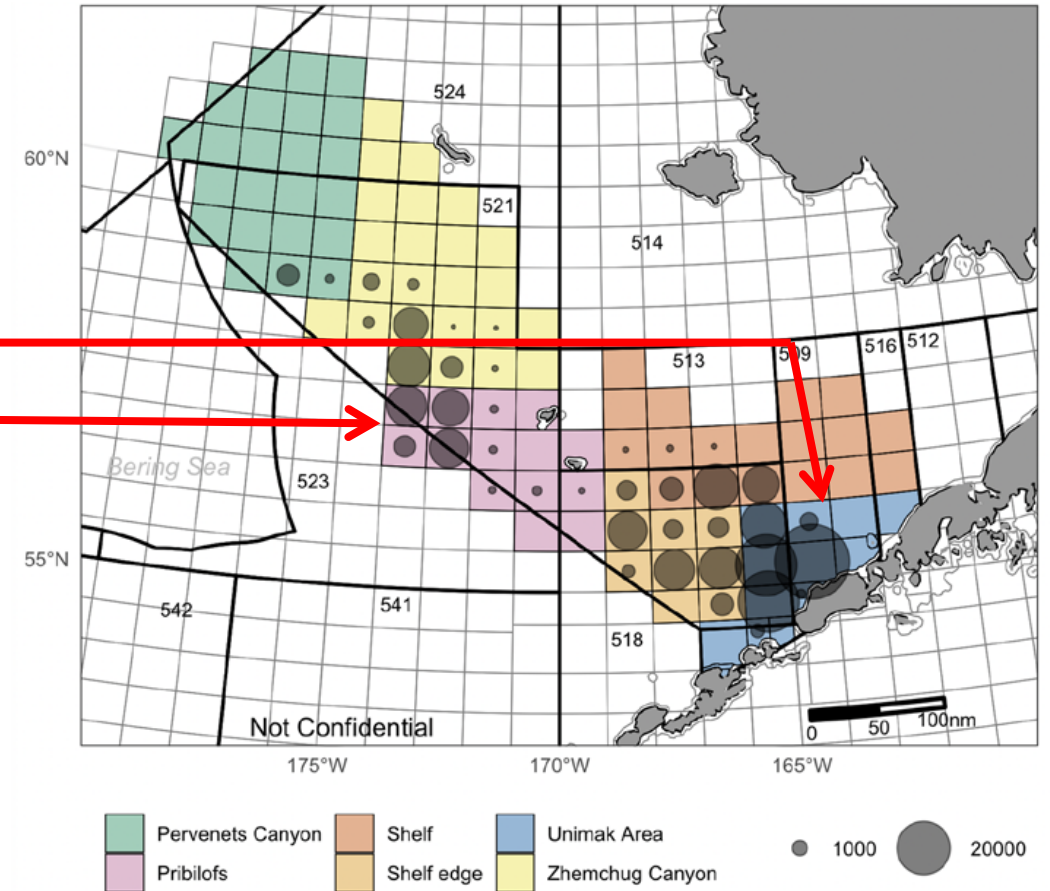 524
60°N
521
514
513
509
516
512
Bering Sea
523
55°N
542
541
518
Not Confidential
0
50
100nm
175°W
170°W
165°W
Pervenets Canyon
Shelf
Unimak Area
1000
20000
Pribilofs
Shelf edge
Zhemchug Canyon